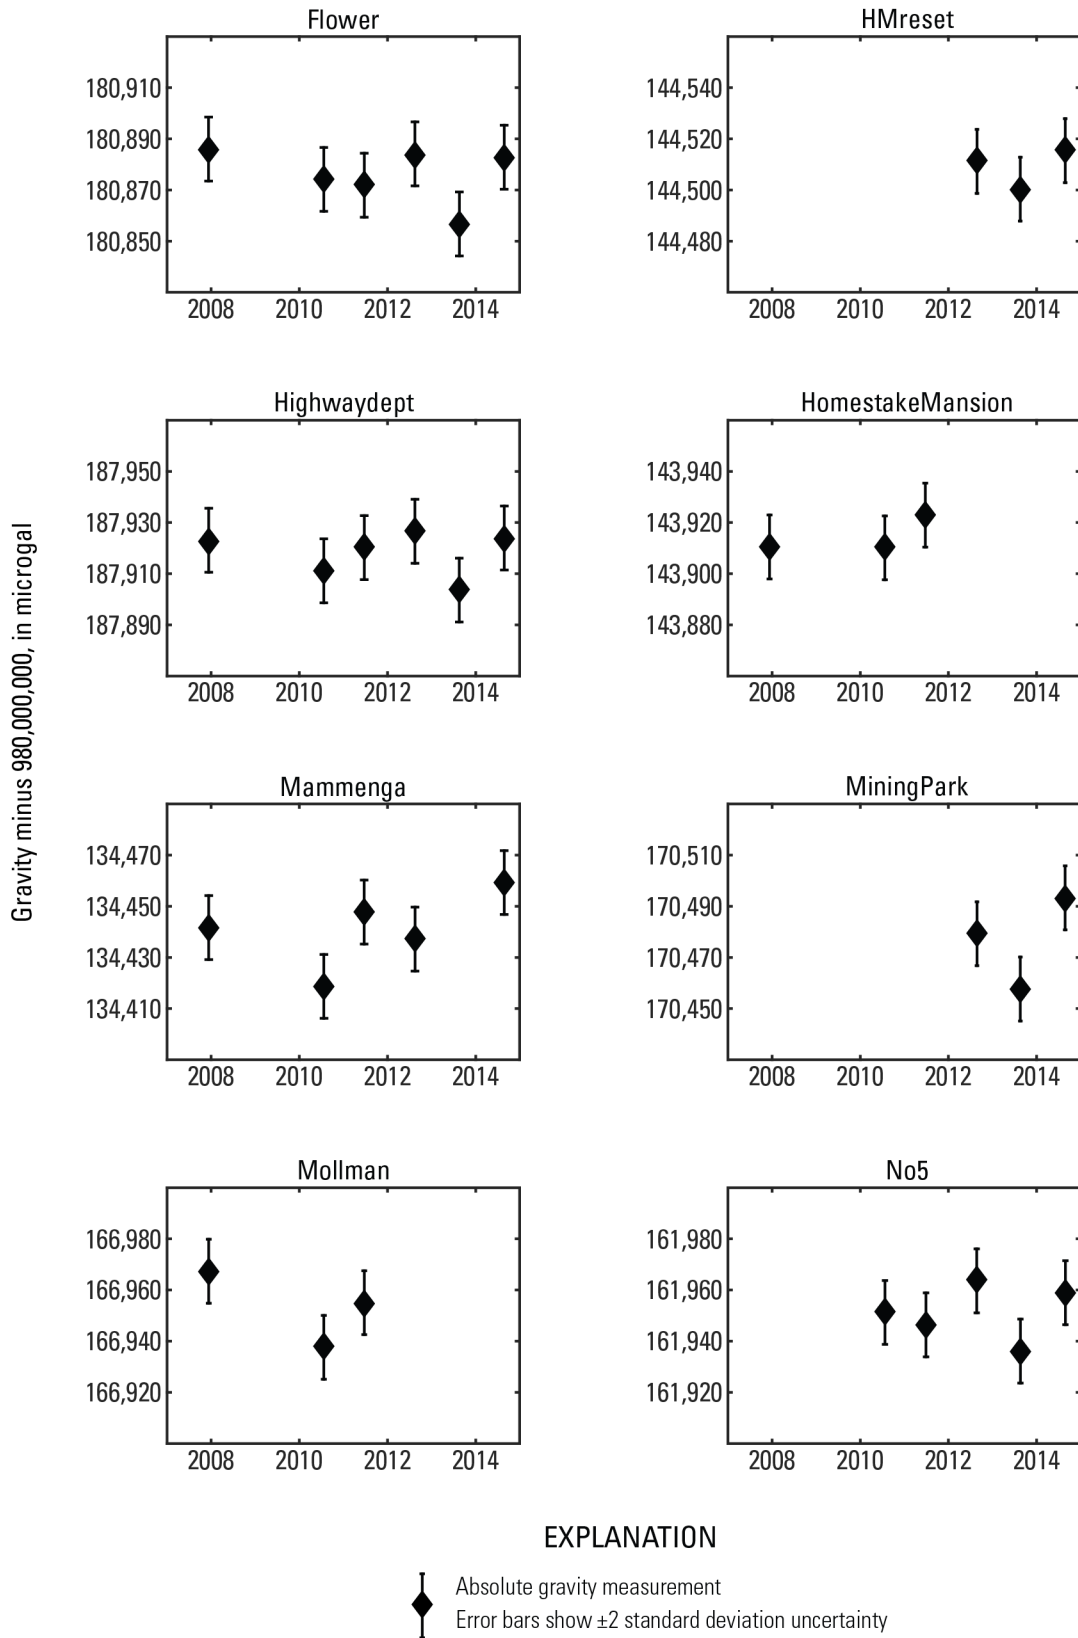 Flower
HMreset
180,910
180,890
180,870
180,850
2008 2010 2012 2014
144,540
144,520
144,500
144,480
2008 2010 2012 2014
Highwaydept
HomestakeMansion
187,950
187,930
187,910
187,890
2008 2010 2012 2014
143,940
143,920
143,900
143,880
2008 2010 2012 2014
Gravity minus 980,000,000, in microgal
Mammenga
MiningPark
134,470
134,450
134,430
134,410
2008 2010 2012 2014
170,510
170,490
170,470
170,450
2008 2010 2012 2014
Mollman
No5
166,980
166,960
166,940
166,920
2008 2010 2012 2014
161,980
161,960
161,940
161,920
2008 2010 2012 2014
EXPLANATION
Absolute gravity measurement
Error bars show ±2 standard deviation uncertainty